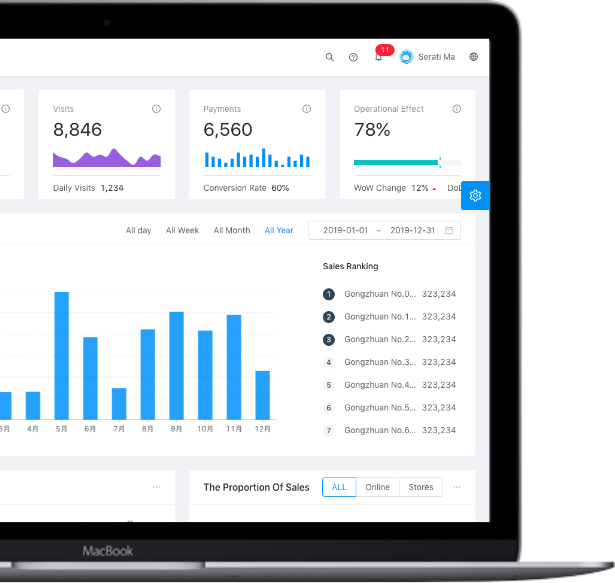 11
Serati Ma
Visits
Payments
Operational Effect
8,846
6,560
78%
Daily Visits 1,234
Conversion Rate 60%
WoW Change 12%
All day All Week All Month All Year 2019-01-01 ~ 2019-12-31
Sales Ranking
1 Gongzhuan No.0... 323,234
2 Gongzhuan No.1... 323,234
3 Gongzhuan No.2... 323,234
4 Gongzhuan No.3... 323,234
5 Gongzhuan No.4... 323,234
6 Gongzhuan No.5... 323,234
7 Gongzhuan No.6... 323,234
3月 4月 5月 6月 7月 8月 9月 10月 11月 12月
... The Proportion Of Sales ALL Online Stores ...
MacBook